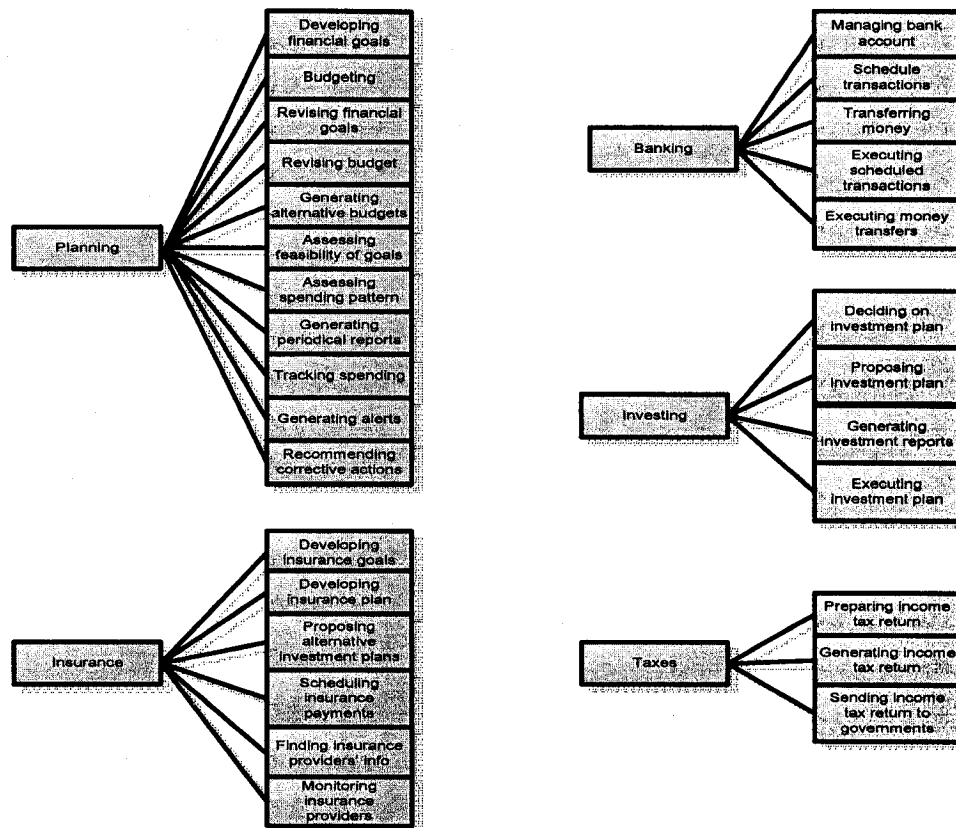 Planning
Developing
financial goals
Budgeting
Revising financial
goals
Revising budget
Generating
alternative budgets
Assessing
feasibility of goals
Assessing
spending pattern
Generating
periodical reports
Tracking spending
Generating alerts
Recommending
corrective actions
Insurance
Developing
insurance goals
Developing
insurance plan
Proposing
alternative
investment plans
Scheduling
insurance
payments
Finding insurance
providers' info
Monitoring
insurance
providers
Banking
Managing bank
account
Schedule
transactions
Transferring
money
Executing
scheduled
transactions
Executing money
transfers
Investing
Deciding on
investment plan
Proposing
investment plan
Generating
investment reports
Executing
investment plan
Taxes
Preparing income
tax return
Generating income
tax return
Sending income
tax return to
governments